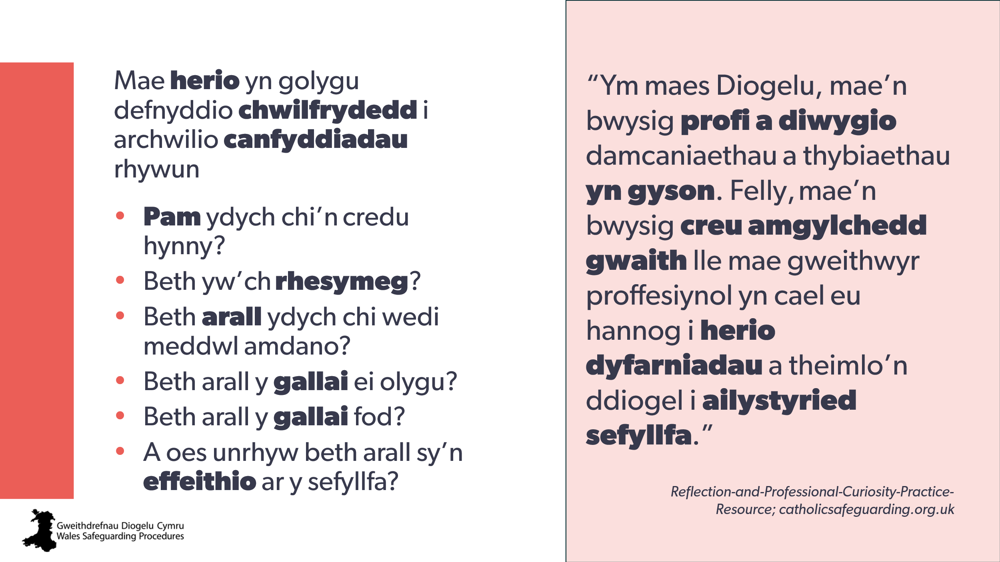 Mae herio yn golygu
defnyddio chwilfrydedd i
archwilio canfyddiadau
rhywun
• Pam ydych chi’n credu
hynny?
• Beth yw’ch rhesymeg?
• Beth arall ydych chi wedi
meddwl amdano?
• Beth arall y gallai ei olygu?
• Beth arall y gallai fod?
• A oes unrhyw beth arall sy’n
effeithio ar y sefyllfa?
Gweithdrefnau Diogelu Cymru
Wales Safeguarding Procedures
“Ym maes Diogelu, mae’n
bwysig profi a diwygio
damcaniaethau a thybiaethau
yn gyson. Felly, mae’n
bwysig creu amgylchedd
gwaith lle mae gweithwyr
proffesiynol yn cael eu
hannog i herio
dyfarniadau a theimlo’n
ddiogel i ailystyried
sefyllfa.”
Reflection-and-Professional-Curiosity-Practice-
Resource; catholicsafeguarding.org.uk